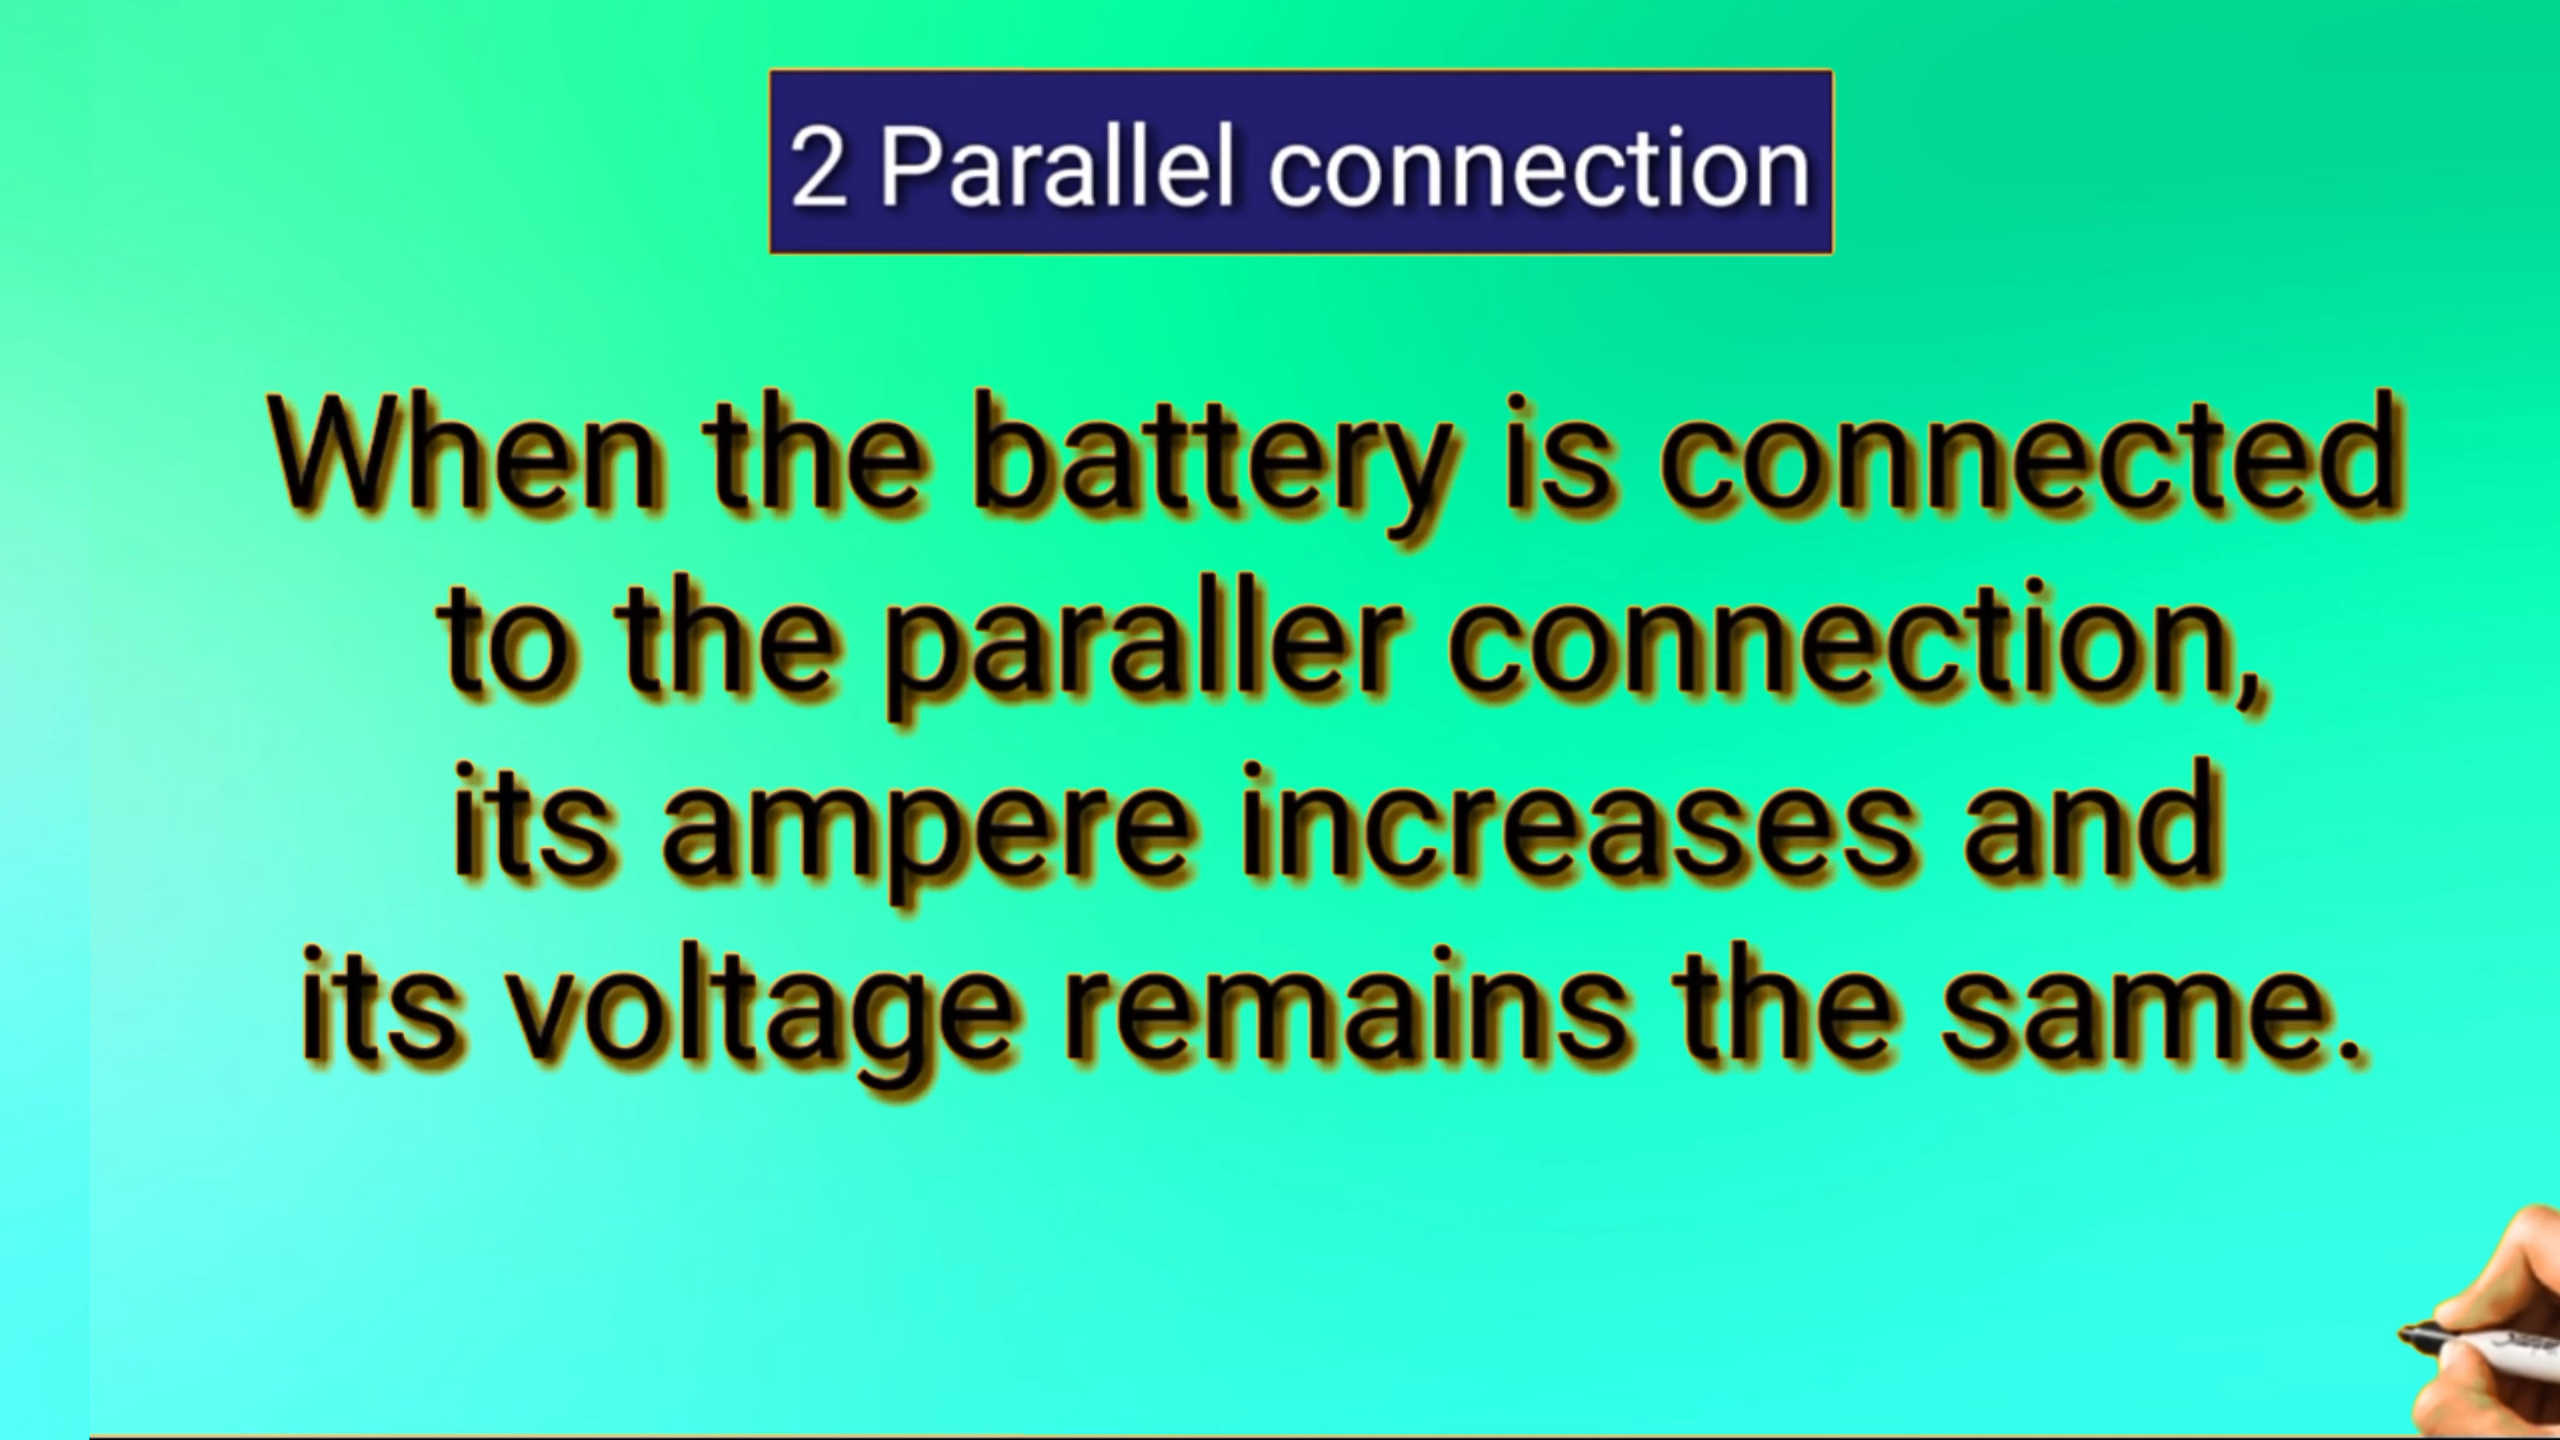 2 Parallel connection
When the battery is connected
to the paraller connection,
its ampere increases and
its voltage remains the same.